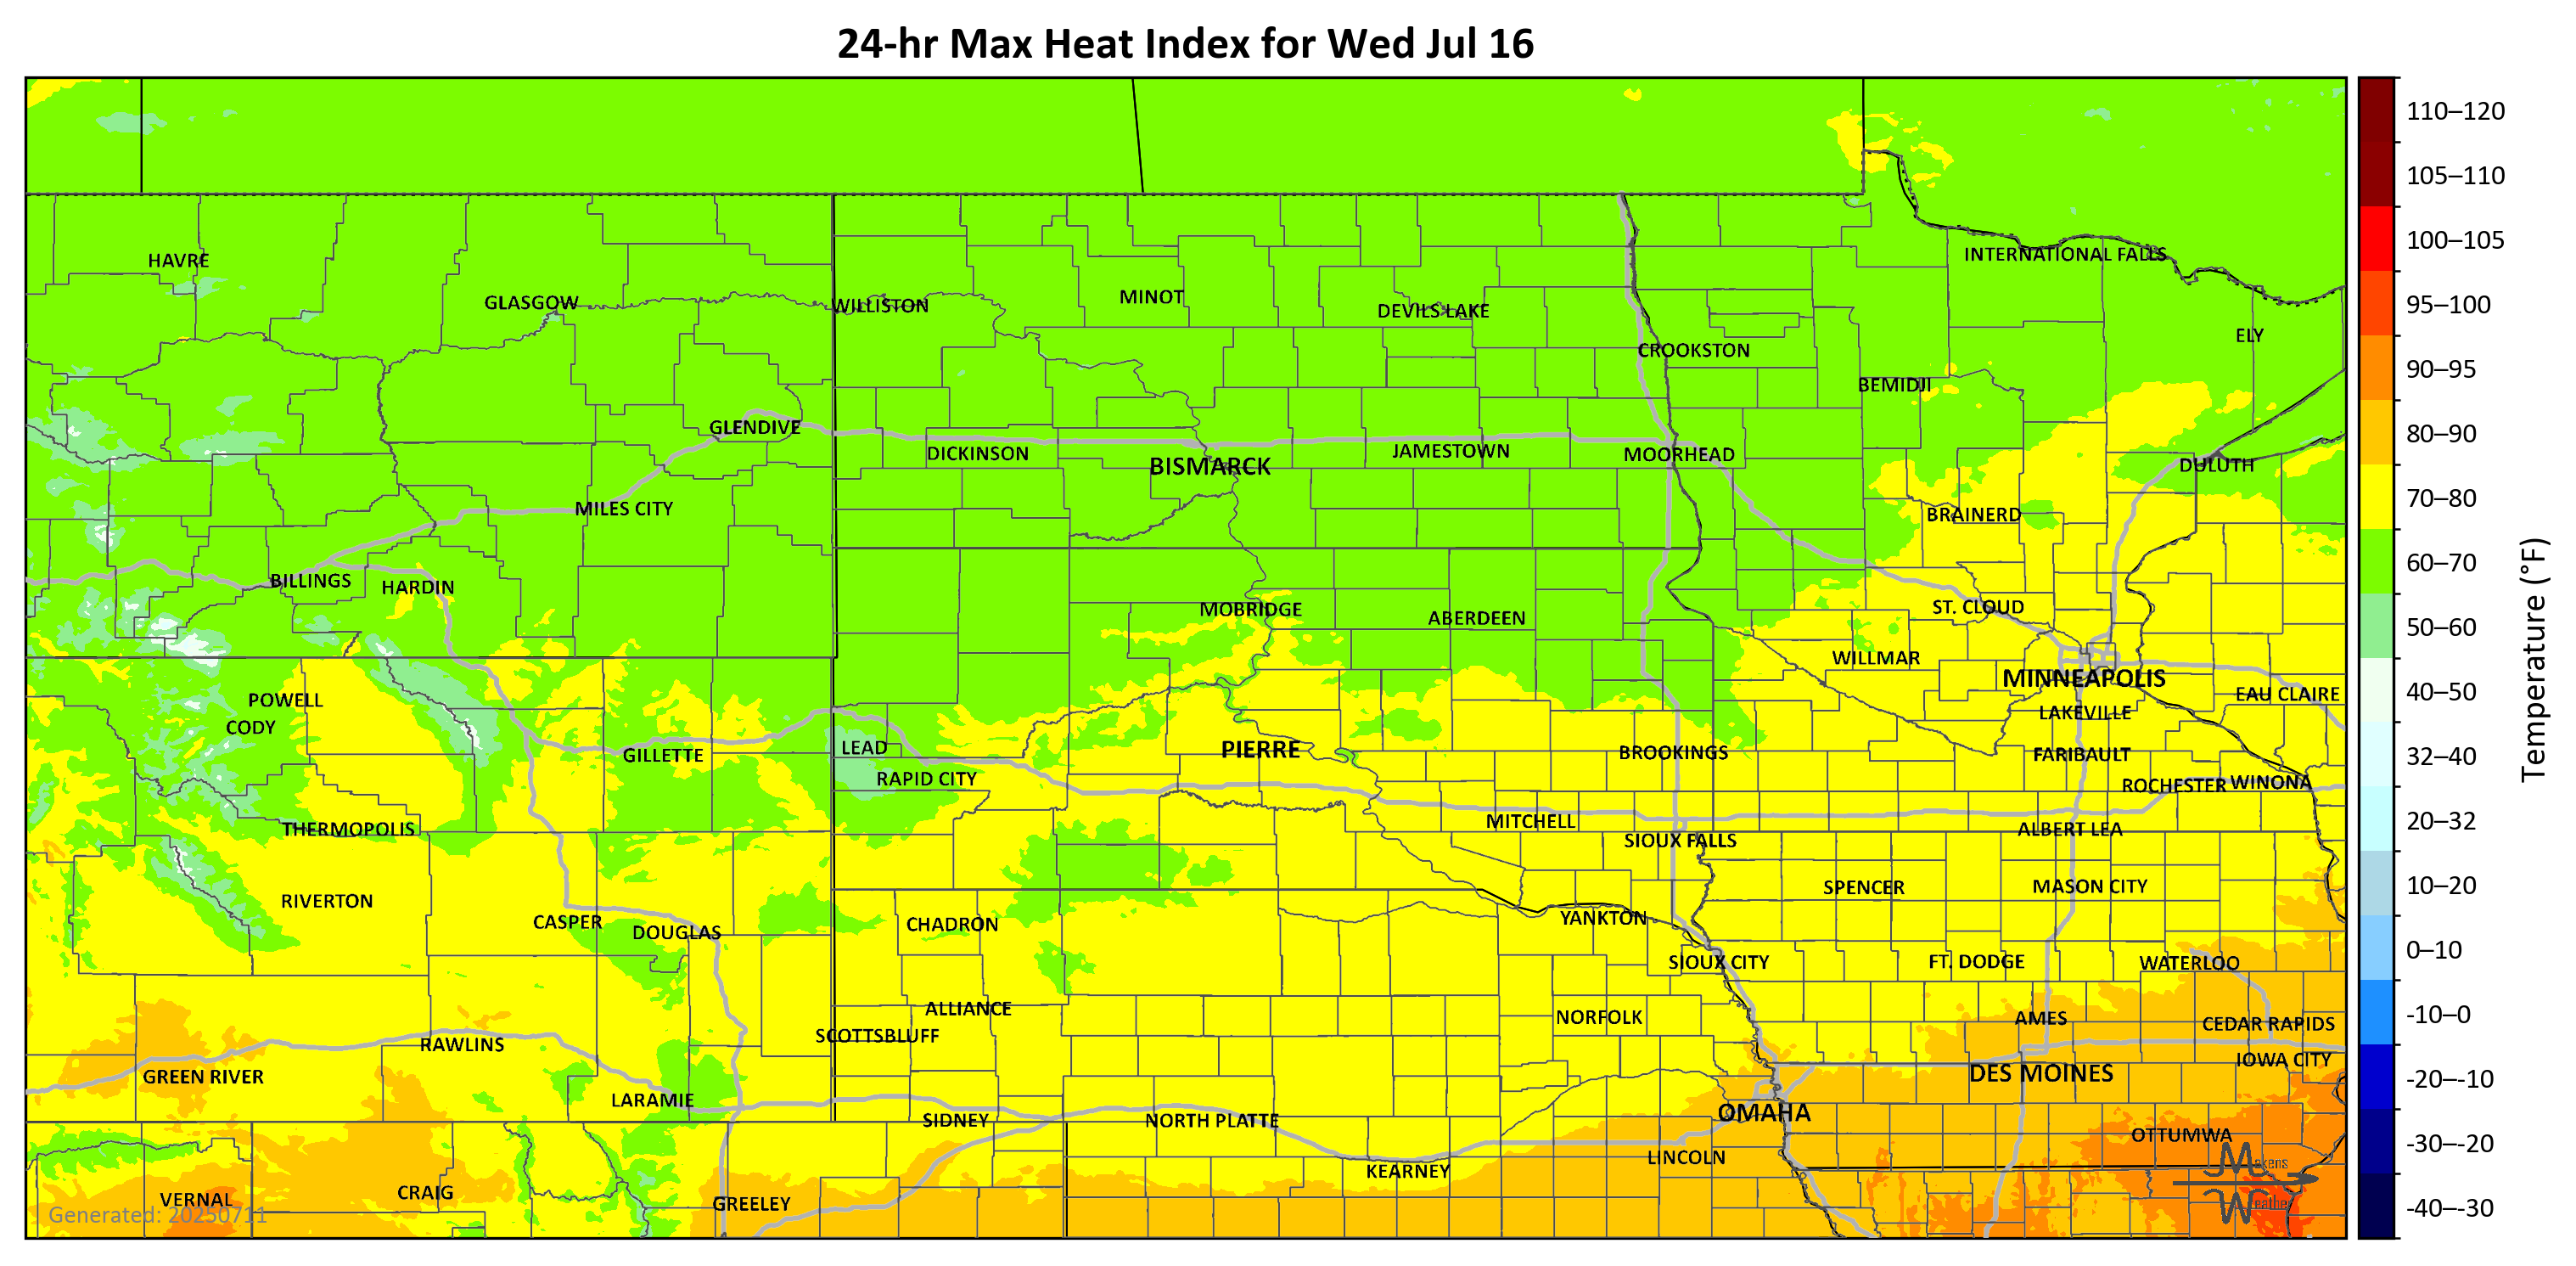 24-hr Max Heat Index for Wed Jul 16
110–120
105–110
100–105
95–100
90–95
80–90
70–80
60–70
50–60
40–50
32–40
20–32
10–20
0–10
-10–0
-20–-10
-30–-20
-40–-30
Temperature (°F)
HAVRE
INTERNATIONAL FALLS
GLASGOW
WILLISTON
MINOT
DEVILS LAKE
ELY
CROOKSTON
BEMIDJI
GLENDIVE
DICKINSON
BISMARCK
JAMESTOWN
MOORHEAD
DULUTH
MILES CITY
BRAINERD
BILLINGS
HARDIN
MOBRIDGE
ABERDEEN
ST. CLOUD
WILLMAR
MINNEAPOLIS
POWELL
EAU CLAIRE
CODY
LAKEVILLE
GILLETTE
LEAD
PIERRE
BROOKINGS
FARIBAULT
RAPID CITY
ROCHESTER
WINONA
THERMOPOLIS
MITCHELL
SIOUX FALLS
ALBERT LEA
RIVERTON
SPENCER
MASON CITY
CASPER
DOUGLAS
CHADRON
YANKTON
SIOUX CITY
FT. DODGE
WATERLOO
ALLIANCE
NORFOLK
AMES
CEDAR RAPIDS
SCOTTSBLUFF
RAWLINS
IOWA CITY
GREEN RIVER
DES MOINES
LARAMIE
SIDNEY
NORTH PLATTE
OMAHA
OTTUMWA
KEARNEY
LINCOLN
VERNAL
CRAIG
GREELEY
Makens
Weather
Generated: 20250711